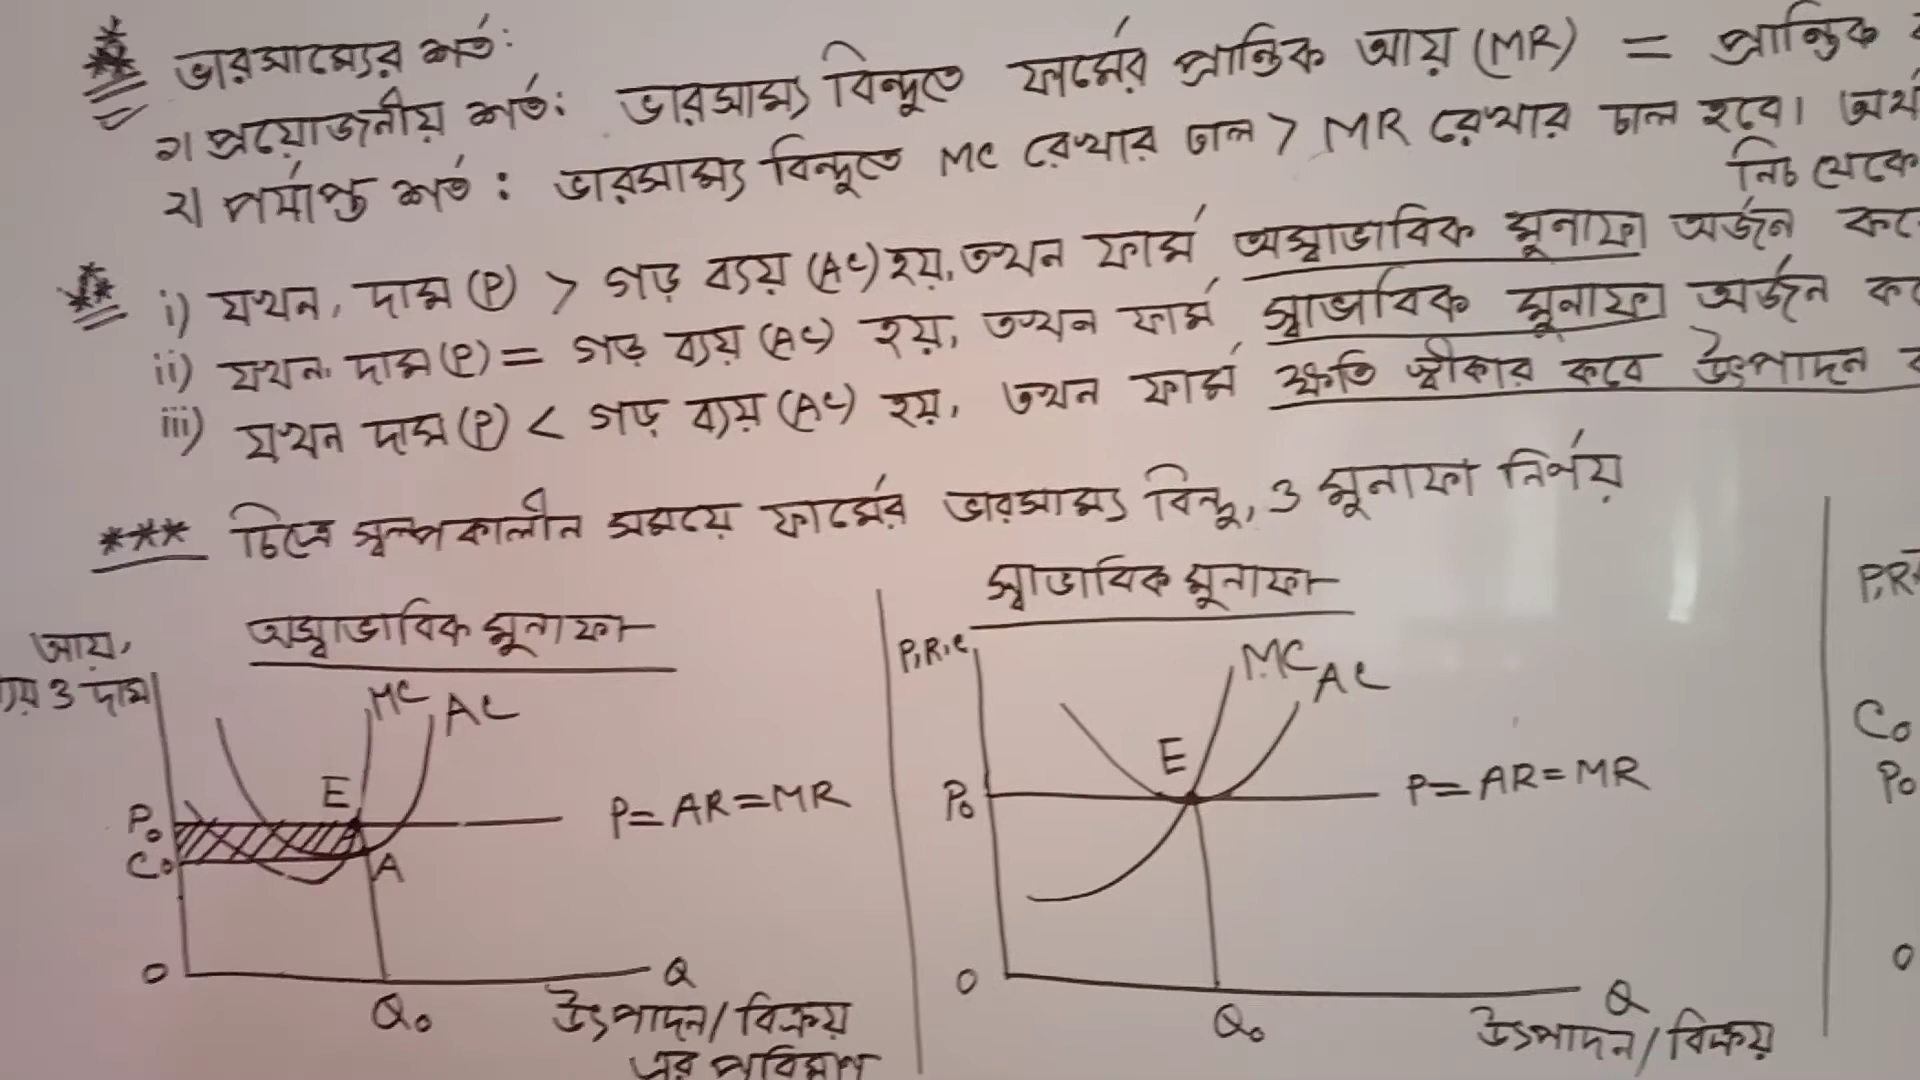 ভারসাম্যের শর্ত:
১। প্রয়োজনীয় শর্ত: ভারসাম্য বিন্দুতে ফার্মের প্রান্তিক আয় (MR) = প্রান্তিক
২। পর্যাপ্ত শর্ত: ভারসাম্য বিন্দুতে MC রেখার ঢাল > MR রেখার ঢাল হবে। অর্থ
নিচ থেকে
i) যখন, দাম (P) > গড় ব্যয় (AC) হয়, তখন ফার্ম অস্বাভাবিক মুনাফা অর্জন করে
ii) যখন, দাম (P) = গড় ব্যয় (AC) হয়, তখন ফার্ম স্বাভাবিক মুনাফা অর্জন
iii) যখন দাম (P) < গড় ব্যয় (AC) হয়, তখন ফার্ম ক্ষতি স্বীকার করে উৎপাদন
*** চিত্রে স্বল্পকালীন সময়ে ফার্মের ভারসাম্য বিন্দু, ও মুনাফা নির্ণয়
অস্বাভাবিক মুনাফা
আয়,
ও দাম
MC AC
E
P₀
C₀
A
P = AR = MR
0
Q₀
Q
উৎপাদন/বিক্রয়
এর পরিমাণ
স্বাভাবিক মুনাফা
P,R,C
MC AC
E
P₀
P = AR = MR
0
Q₀
Q
উৎপাদন/বিক্রয়
P,R
C₀
P₀
0